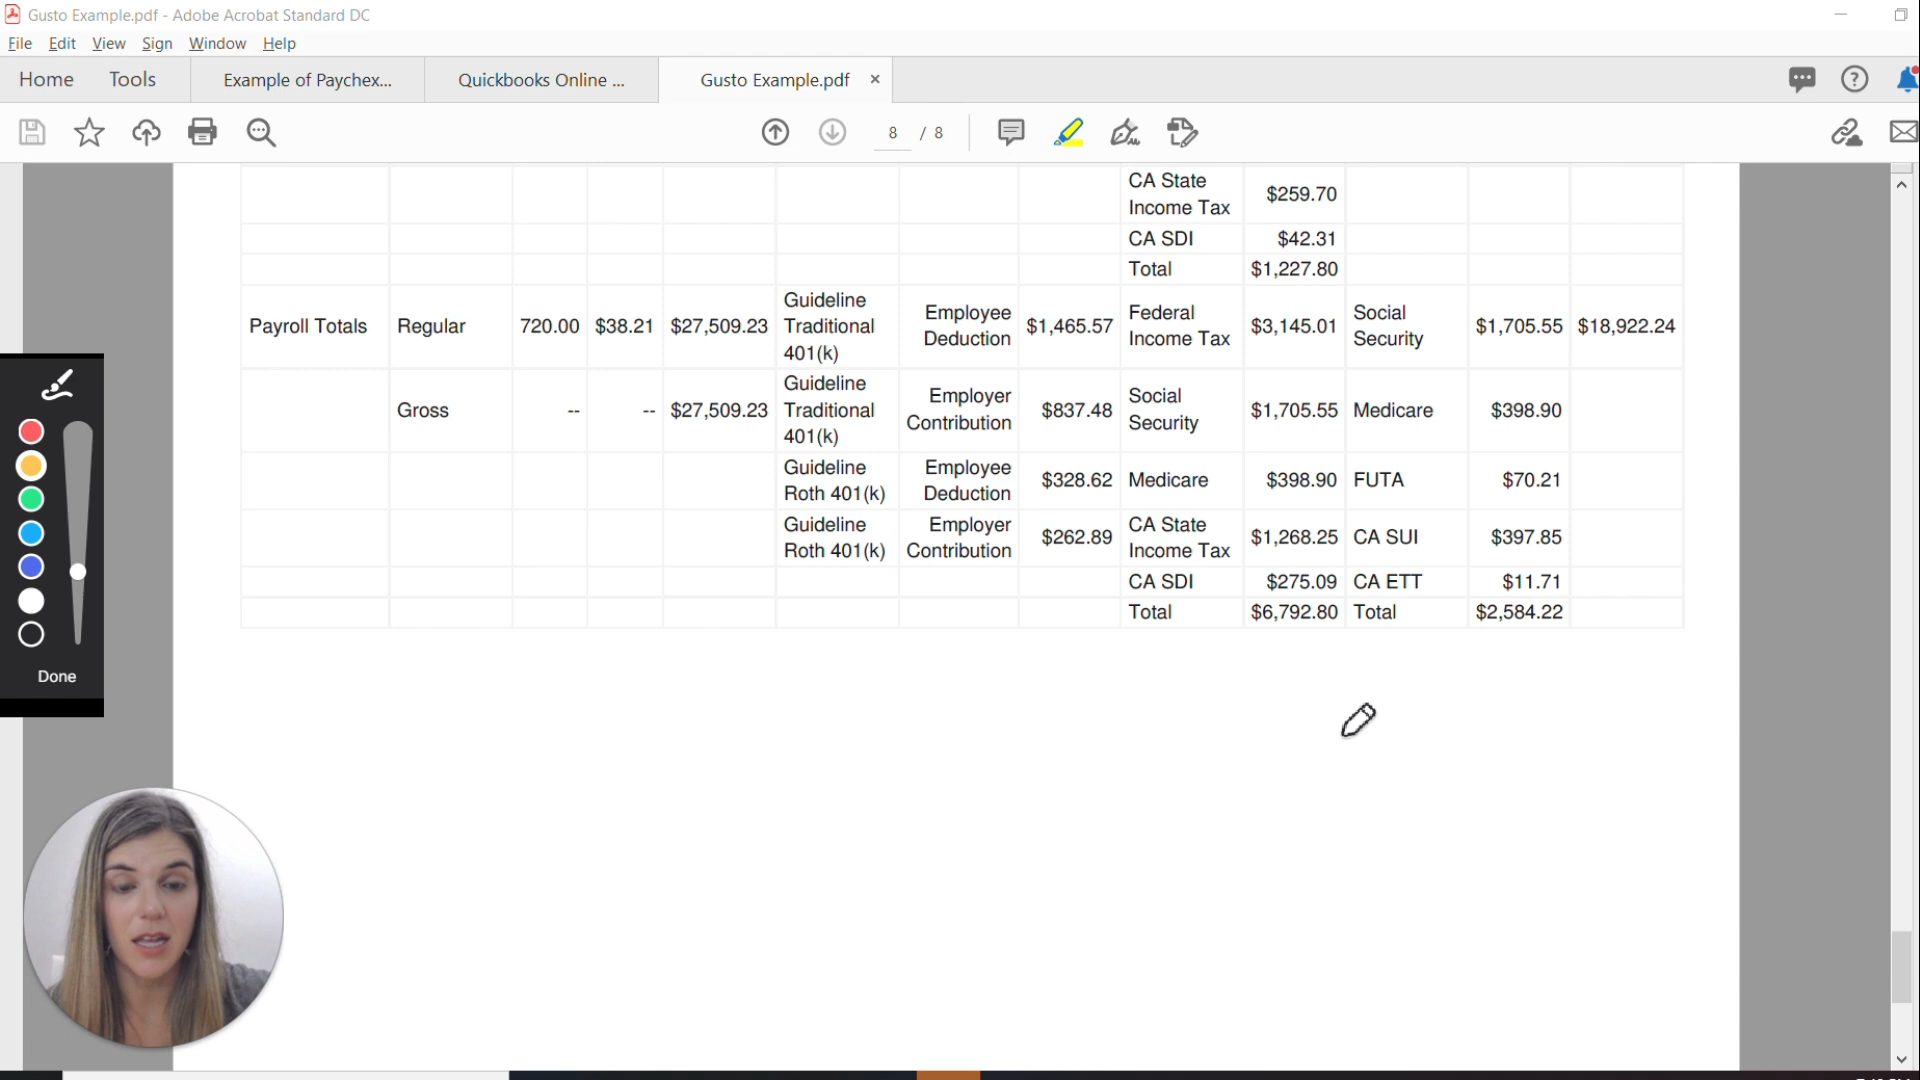 Gusto Example.pdf - Adobe Acrobat Standard DC
File Edit View Sign Window Help
Home Tools Example of Paychex... Quickbooks Online ... Gusto Example.pdf ×
8 / 8
CA State
Income Tax $259.70
CA SDI $42.31
Total $1,227.80
Payroll Totals Regular 720.00 $38.21 $27,509.23 Guideline Traditional 401(k) Employee Deduction $1,465.57 Federal Income Tax $3,145.01 Social Security $1,705.55 $18,922.24
Gross -- -- $27,509.23 Guideline Traditional 401(k) Employer Contribution $837.48 Social Security $1,705.55 Medicare $398.90
Guideline Roth 401(k) Employee Deduction $328.62 Medicare $398.90 FUTA $70.21
Guideline Roth 401(k) Employer Contribution $262.89 CA State Income Tax $1,268.25 CA SUI $397.85
CA SDI $275.09 CA ETT $11.71
Total $6,792.80 Total $2,584.22
Done